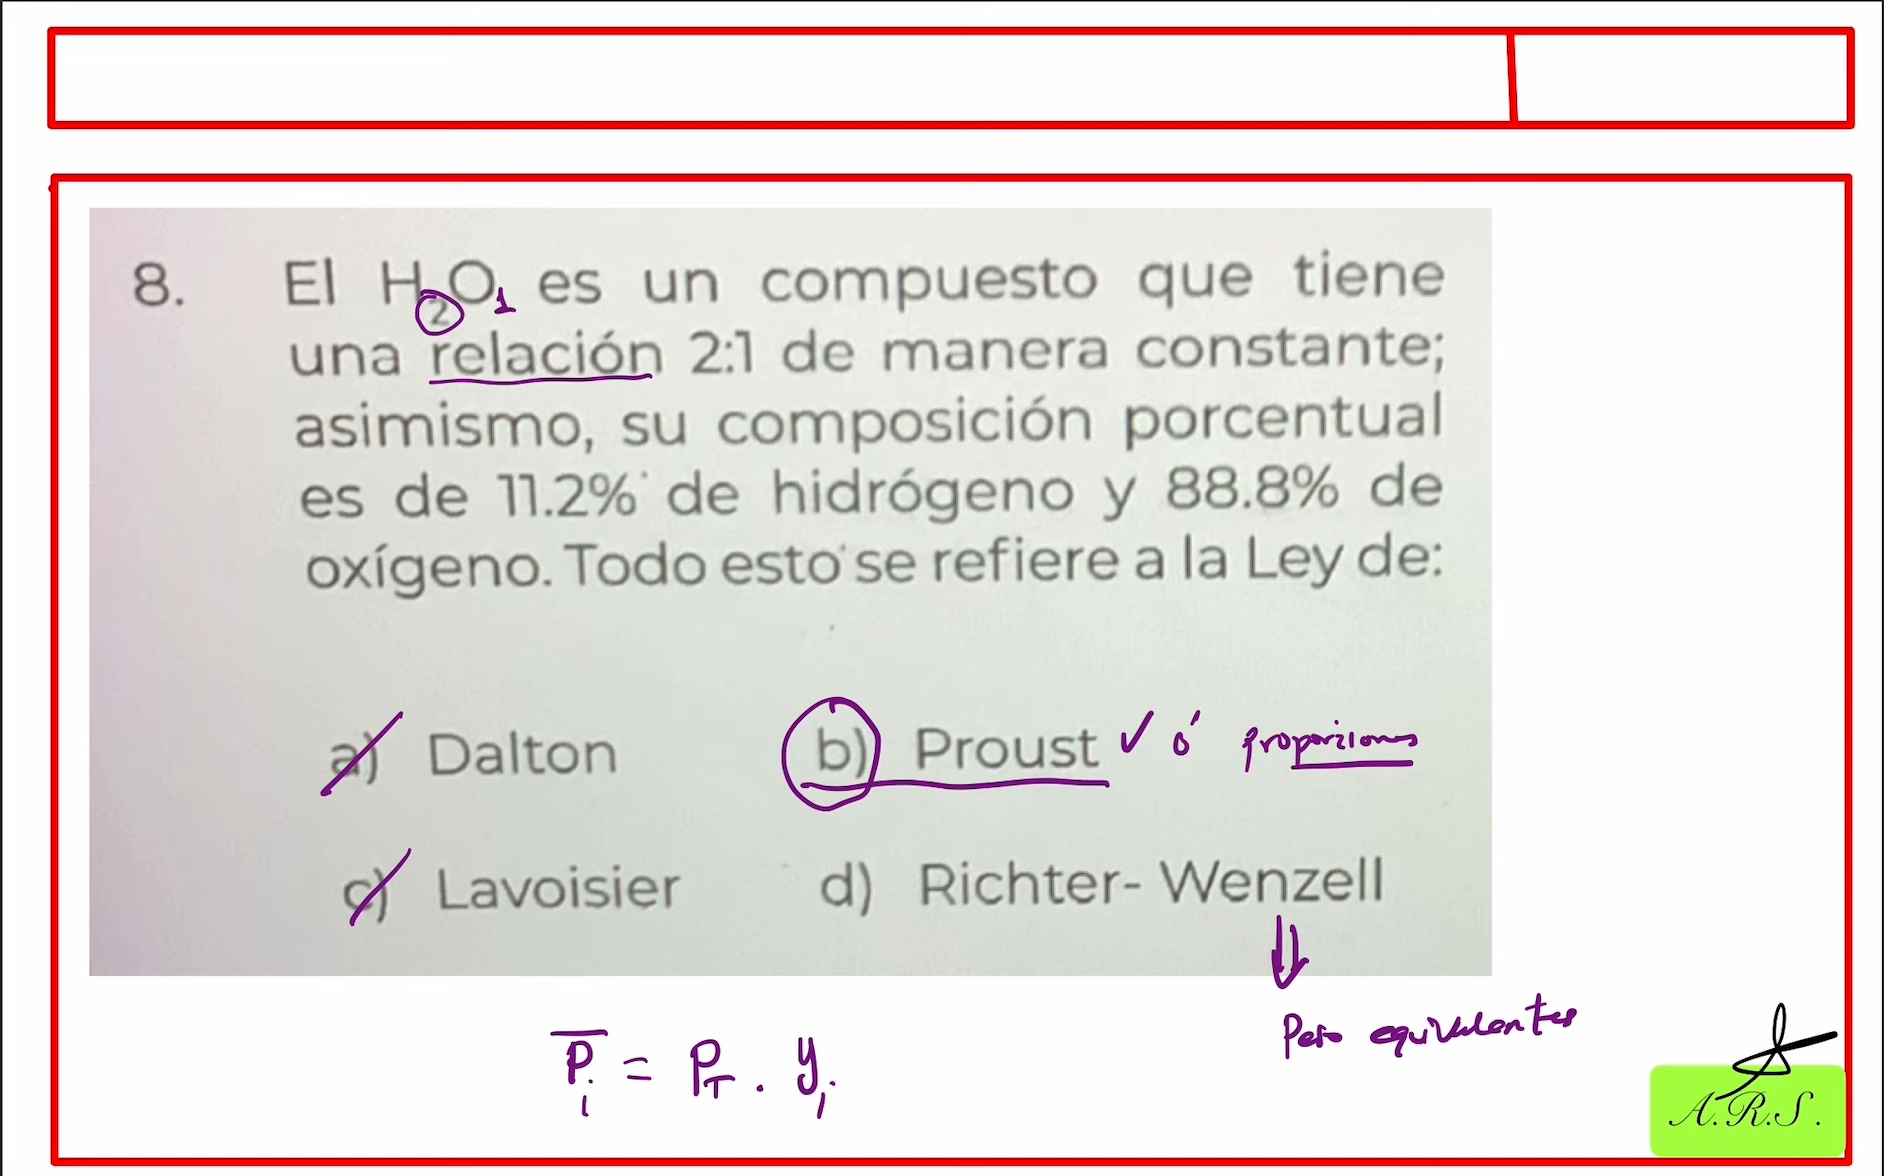 8. El H₂O₁ es un compuesto que tiene
una relación 2:1 de manera constante;
asimismo, su composición porcentual
es de 11.2% de hidrógeno y 88.8% de
oxígeno. Todo esto se refiere a la Ley de:
a) Dalton b) Proust ✓ ó proporciones
c) Lavoisier d) Richter- Wenzell
⇓
Peso equivalentes
P̅ᵢ = P_T . yᵢ
A.R.S.